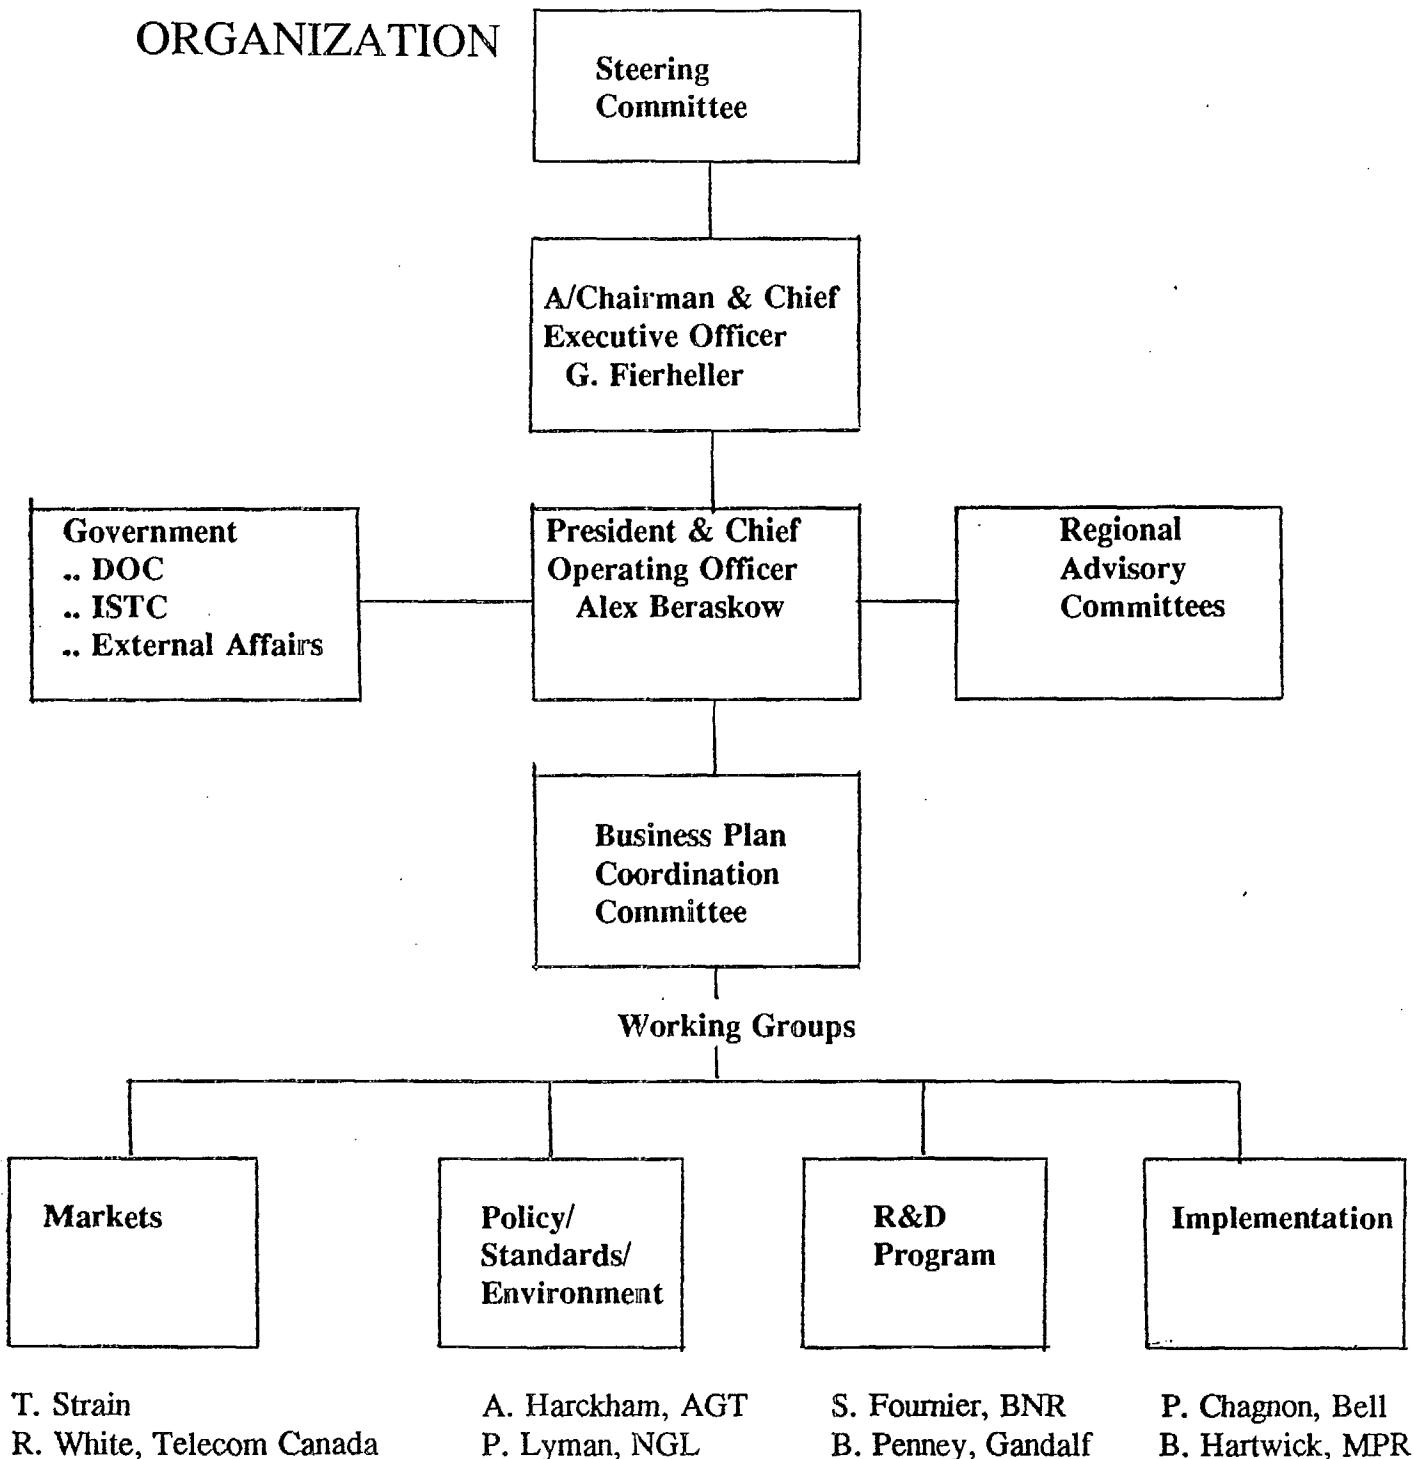 ORGANIZATION
Steering
Committee
A/Chairman & Chief
Executive Officer
G. Fierheller
Government
.. DOC
.. ISTC
.. External Affairs
President & Chief
Operating Officer
Alex Beraskow
Regional
Advisory
Committees
Business Plan
Coordination
Committee
Working Groups
Markets
Policy/
Standards/
Environment
R&D
Program
Implementation
T. Strain
R. White, Telecom Canada
A. Harckham, AGT
P. Lyman, NGL
S. Fournier, BNR
B. Penney, Gandalf
P. Chagnon, Bell
B. Hartwick, MPR